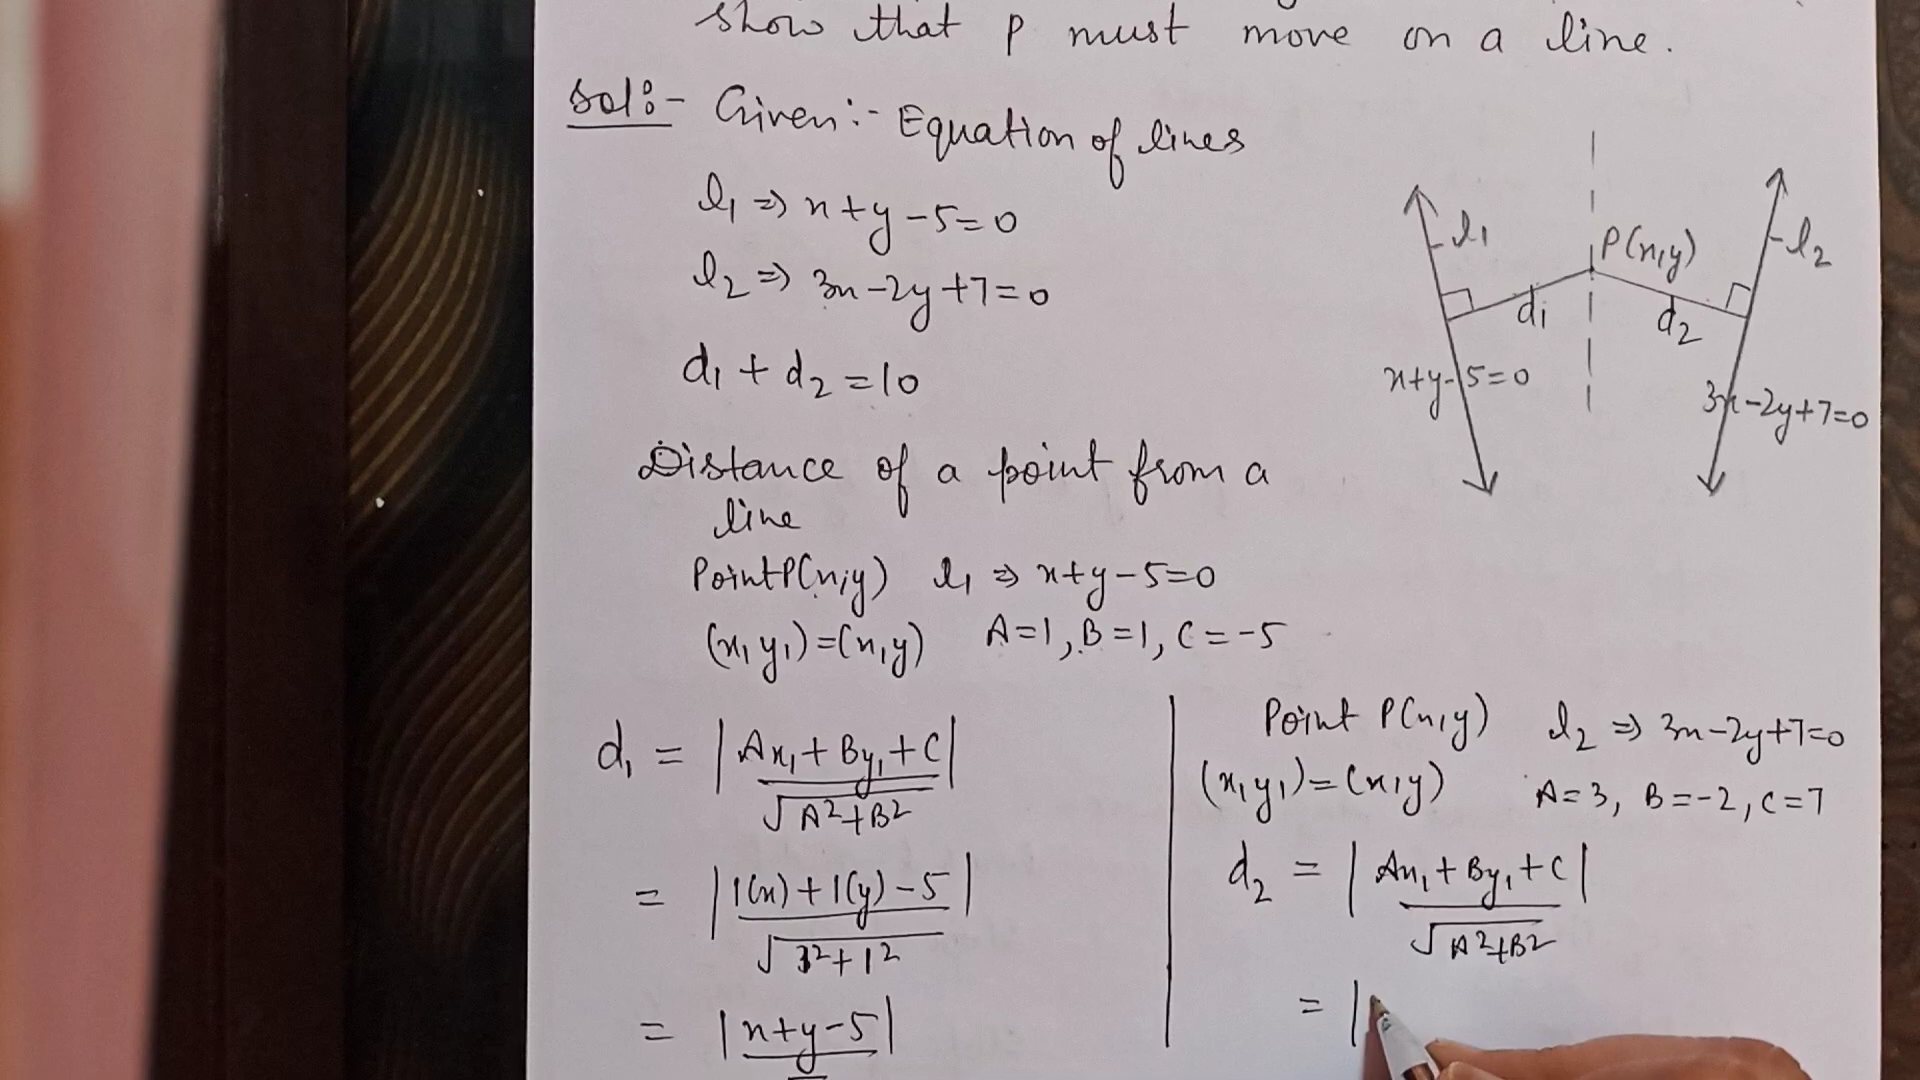 show that P must move on a line.
Sol:- Given:- Equation of lines
l₁ ⇒ x+y-5=0
l₂ ⇒ 3x-2y+7=0
d₁ + d₂ = 10
Distance of a point from a
line
Point P(x,y) l₁ ⇒ x+y-5=0
(x₁ y₁)=(x,y) A=1, B=1, C=-5
d₁ = |Ax₁+By₁+C|
√A²+B²
= |1(x)+1(y)-5|
√1²+1²
= |x+y-5|
Point P(x,y) l₂ ⇒ 3x-2y+7=0
(x₁y₁)=(x,y) A=3, B=-2, C=7
d₂ = |Ax₁+By₁+C|
√A²+B²
= |
l₁
P(x,y)
l₂
d₁
d₂
x+y-5=0
3x-2y+7=0